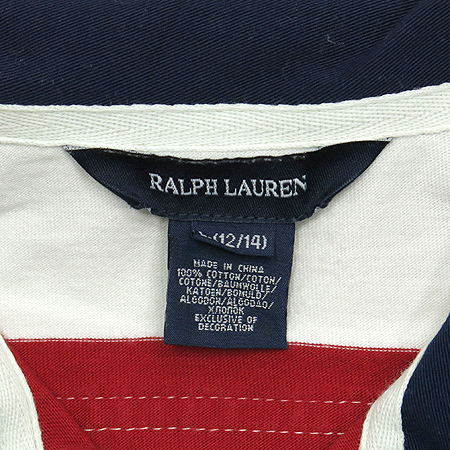 RALPH LAUREN
(12/14)
MADE IN CHINA
100% COTTON/COTON/
COTONE/BAUMWOLLE/
KATOEN/BOMULD/
ALGODON/ALGODAO/
ХЛОПОК
EXCLUSIVE OF
DECORATION